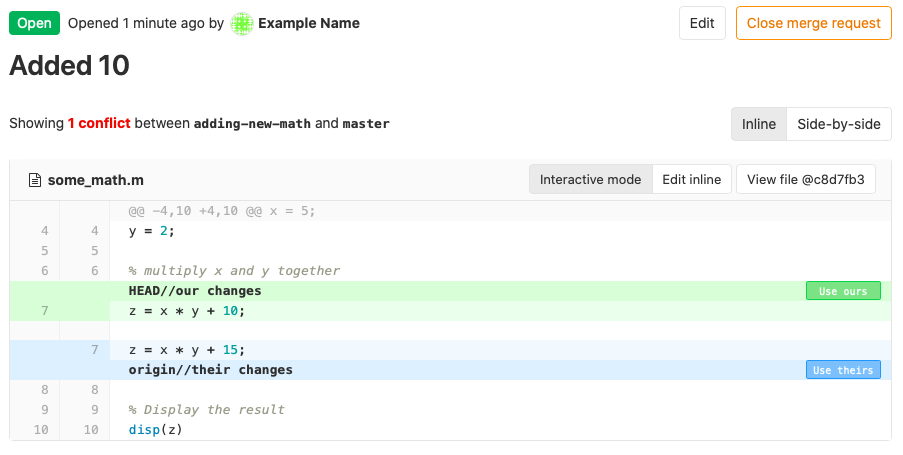 Open Opened 1 minute ago by Example Name Edit Close merge request
Added 10
Showing 1 conflict between adding-new-math and master Inline Side-by-side
some_math.m Interactive mode Edit inline View file @c8d7fb3
@@ -4,10 +4,10 @@ x = 5;
4 4 y = 2;
5 5
6 6 % multiply x and y together
HEAD//our changes Use ours
7 z = x * y + 10;
7 z = x * y + 15;
origin//their changes Use theirs
8 8
9 9 % Display the result
10 10 disp(z)